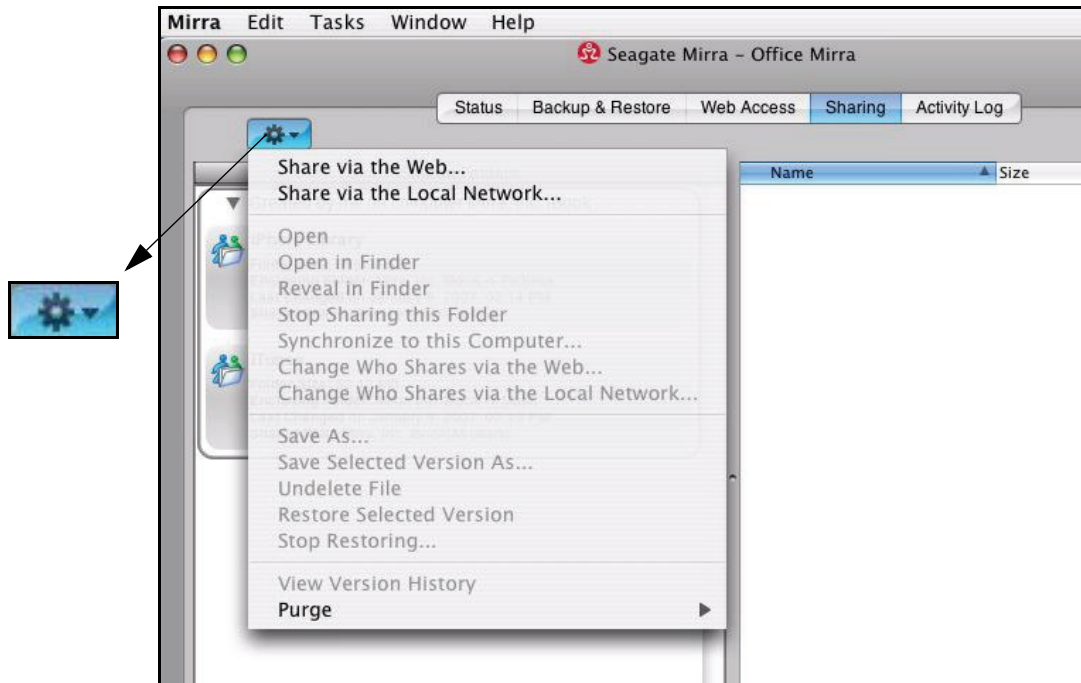 Mirra Edit Tasks Window Help
Seagate Mirra – Office Mirra
Status Backup & Restore Web Access Sharing Activity Log
Share via the Web...
Share via the Local Network...
Name Size
Open
Open in Finder
Reveal in Finder
Stop Sharing this Folder
Synchronize to this Computer...
Change Who Shares via the Web...
Change Who Shares via the Local Network...
Save As...
Save Selected Version As...
Undelete File
Restore Selected Version
Stop Restoring...
View Version History
Purge